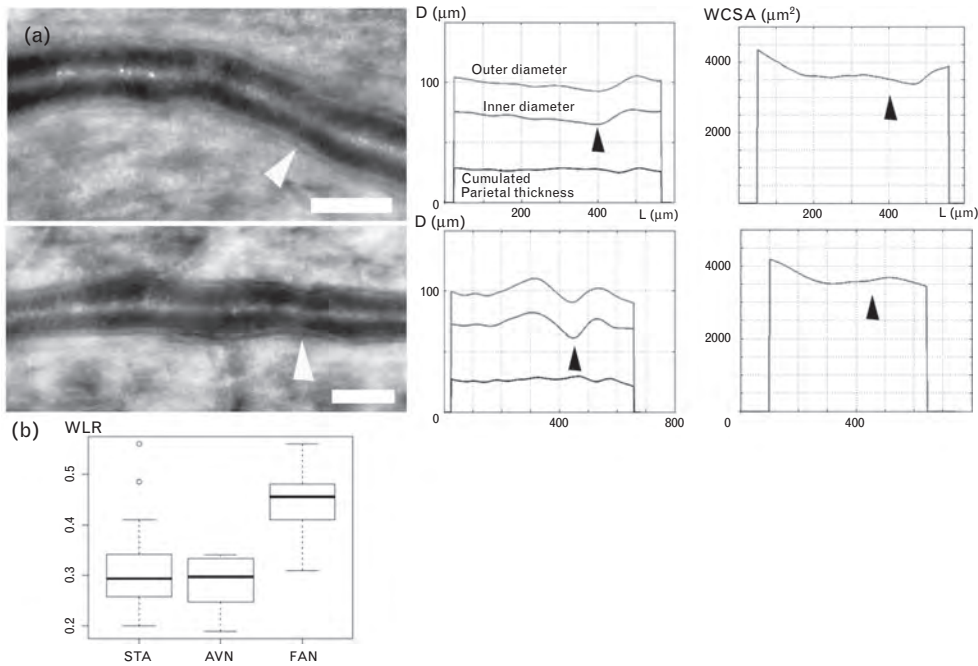 (a)
D (μm)
100
0
Outer diameter
Inner diameter
Cumulated
Parietal thickness
200
400
L (μm)
WCSA (μm²)
4000
2000
200
400
L (μm)
D (μm)
100
0
400
800
4000
2000
400
(b)
WLR
0.5
0.4
0.3
0.2
STA
AVN
FAN